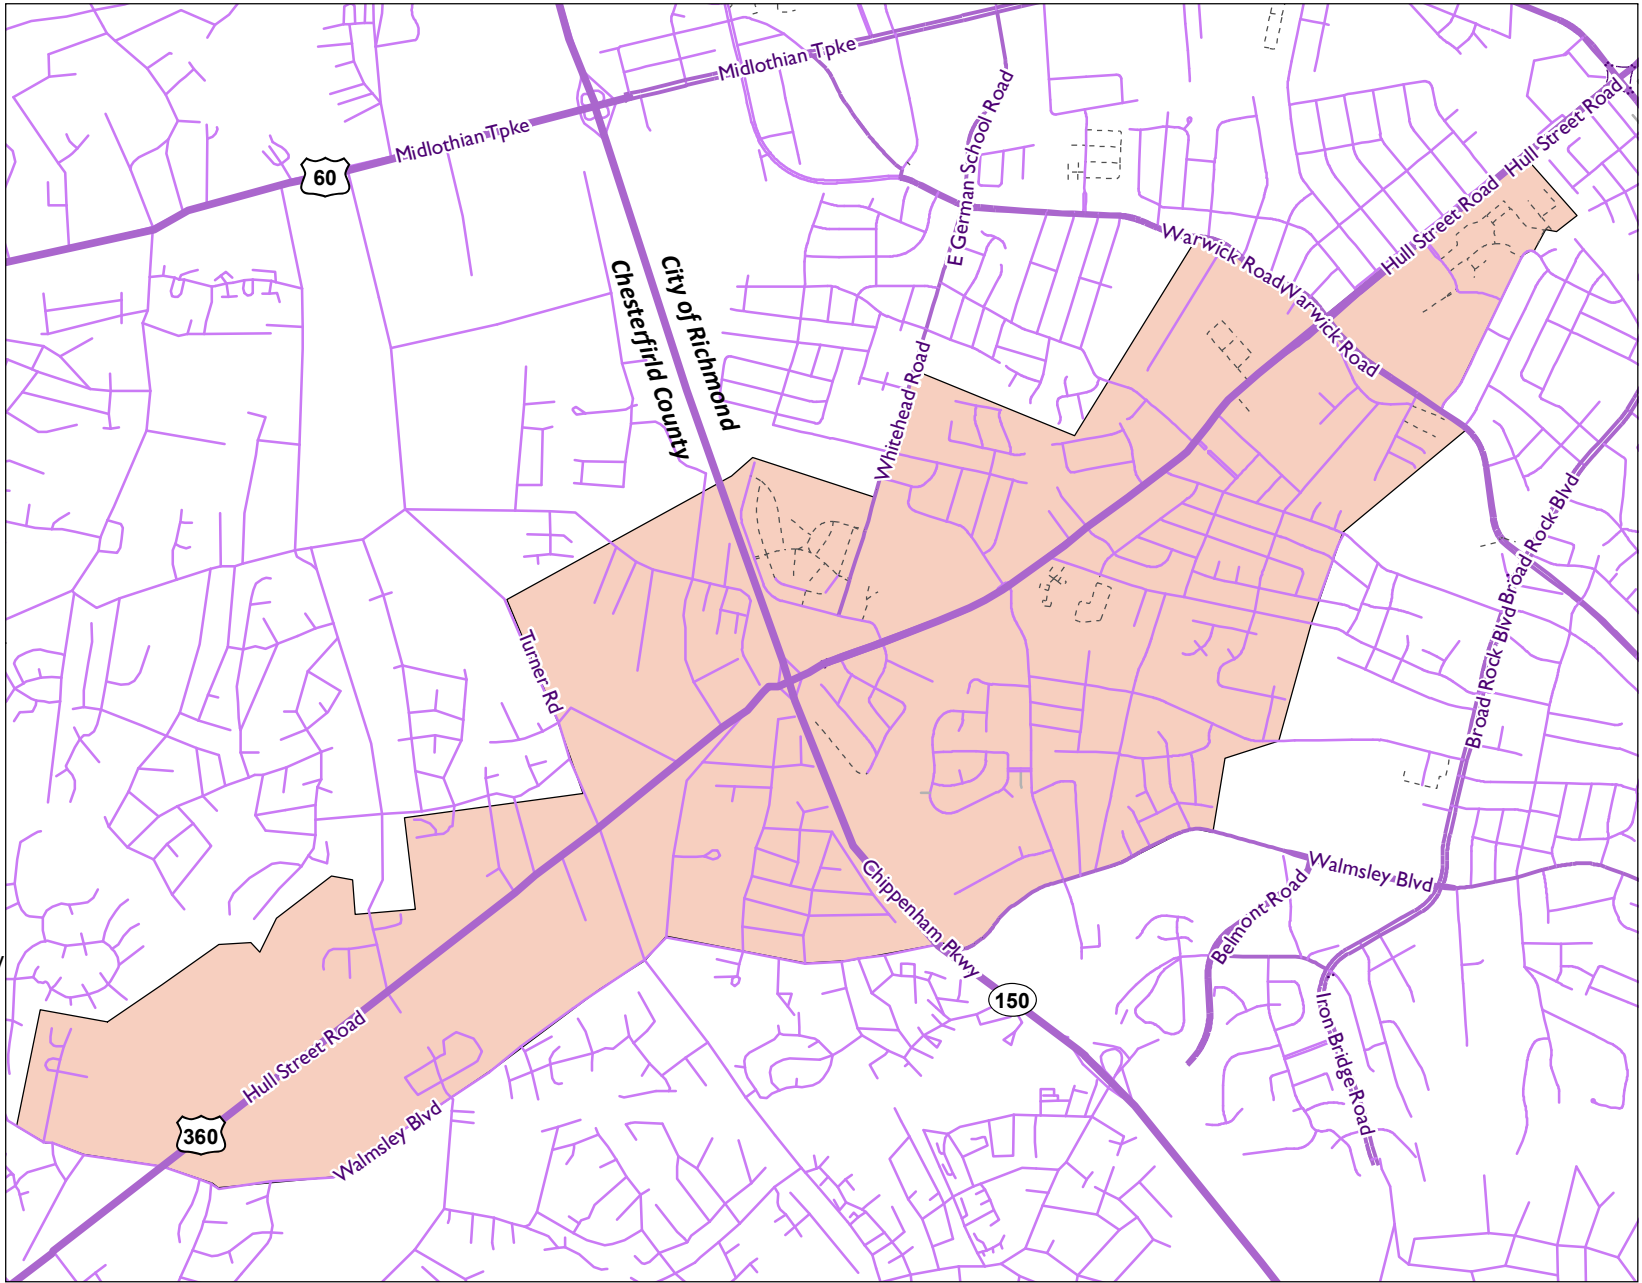 Midlothian Tpke
Midlothian Tpke
60
E German School Road
Hull Street Road
Hull Street Road
Warwick Road
Warwick Road
City of Richmond
Chesterfirld County
Whitehead Road
Broad Rock Blvd
Broad Rock Blvd
Turner Rd
Walmsley Blvd
Chippenham Pkwy
Belmont Road
150
Iron Bridge Road
Hull Street Road
360
Walmsley Blvd